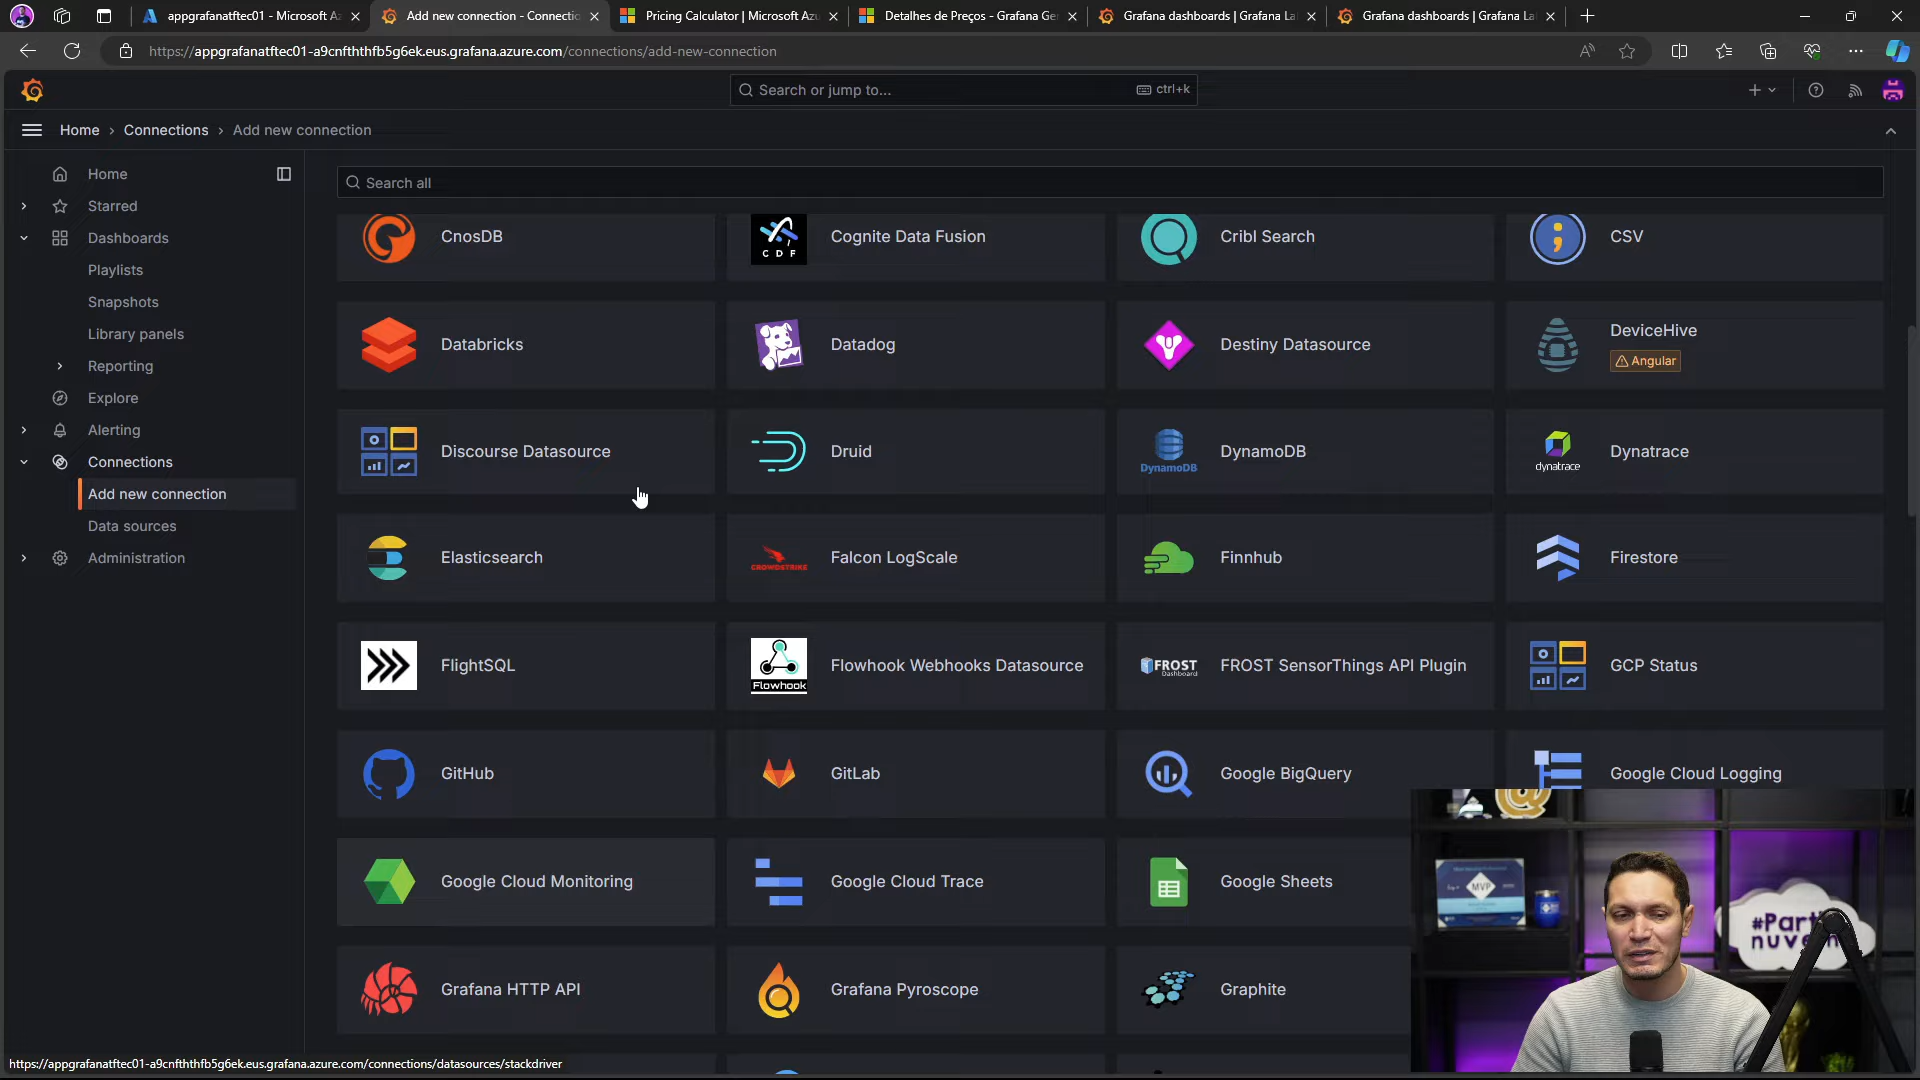 appgrafanatftec01 - Microsoft Az
Add new connection - Connectio
Pricing Calculator | Microsoft Azu
Detalhes de Preços - Grafana Ger
Grafana dashboards | Grafana La
Grafana dashboards | Grafana La
https://appgrafanatftec01-a9cnfththfb5g6ek.eus.grafana.azure.com/connections/add-new-connection
Search or jump to...
ctrl+k
Home › Connections › Add new connection
Home
Starred
Dashboards
Playlists
Snapshots
Library panels
Reporting
Explore
Alerting
Connections
Add new connection
Data sources
Administration
Search all
CnosDB
CDF
Cognite Data Fusion
Cribl Search
CSV
Databricks
Datadog
Destiny Datasource
DeviceHive
Angular
Discourse Datasource
Druid
DynamoDB
DynamoDB
dynatrace
Dynatrace
Elasticsearch
CROWDSTRIKE
Falcon LogScale
Finnhub
Firestore
FlightSQL
Flowhook
Flowhook Webhooks Datasource
FROST
Dashboard
FROST SensorThings API Plugin
GCP Status
GitHub
GitLab
Google BigQuery
Google Cloud Logging
Google Cloud Monitoring
Google Cloud Trace
Google Sheets
Grafana HTTP API
Grafana Pyroscope
Graphite
MVP
https://appgrafanatftec01-a9cnfththfb5g6ek.eus.grafana.azure.com/connections/datasources/stackdriver